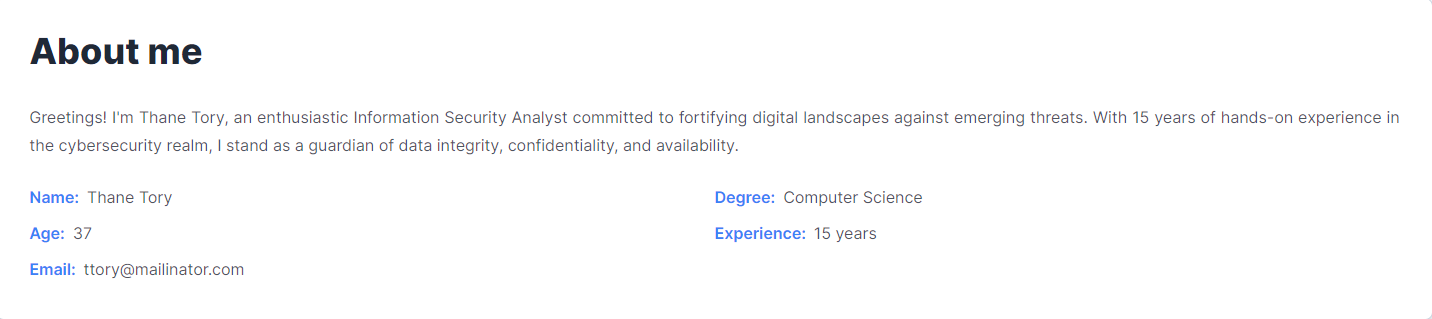 About me
Greetings! I'm Thane Tory, an enthusiastic Information Security Analyst committed to fortifying digital landscapes against emerging threats. With 15 years of hands-on experience in
the cybersecurity realm, I stand as a guardian of data integrity, confidentiality, and availability.
Name: Thane Tory
Degree: Computer Science
Age: 37
Experience: 15 years
Email: ttory@mailinator.com